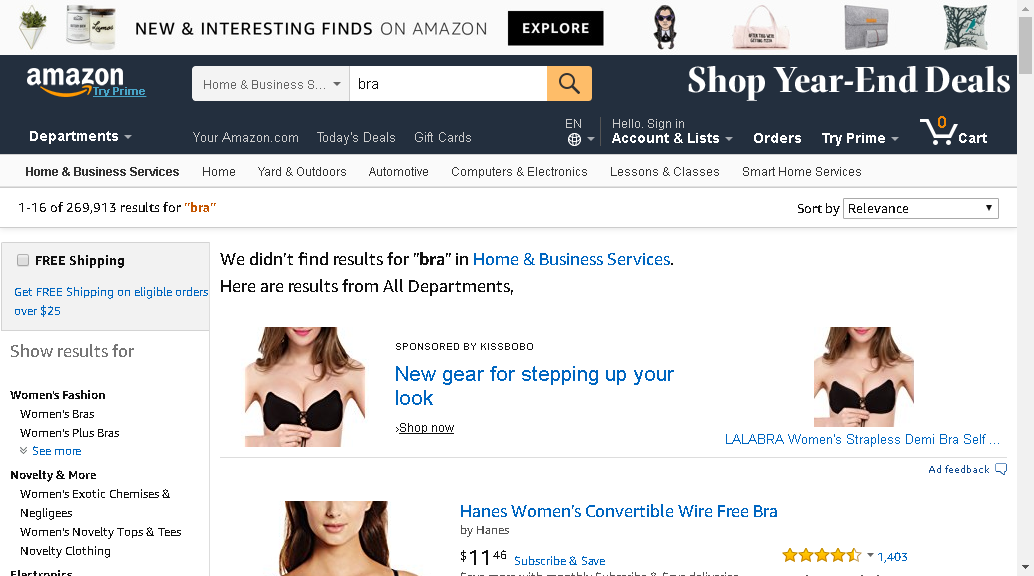 NEW & INTERESTING FINDS ON AMAZON EXPLORE
AFTER THIS WE'RE GETTING PIZZA
amazon
Try Prime
Home & Business S...
bra
Shop Year-End Deals
Departments
Your Amazon.com Today's Deals Gift Cards
EN
Hello. Sign in
Account & Lists
Orders
Try Prime
0
Cart
Home & Business Services Home Yard & Outdoors Automotive Computers & Electronics Lessons & Classes Smart Home Services
1-16 of 269,913 results for "bra"
Sort by Relevance
FREE Shipping
Get FREE Shipping on eligible orders
over $25
Show results for
Women's Fashion
Women's Bras
Women's Plus Bras
See more
Novelty & More
Women's Exotic Chemises &
Negligees
Women's Novelty Tops & Tees
Novelty Clothing
Electronics
We didn't find results for "bra" in Home & Business Services.
Here are results from All Departments,
SPONSORED BY KISSBOBO
New gear for stepping up your
look
›Shop now
LALABRA Women's Strapless Demi Bra Self ...
Ad feedback
Hanes Women's Convertible Wire Free Bra
by Hanes
$11 46 Subscribe & Save
Save more with monthly Subscribe & Save deliveries
1,403